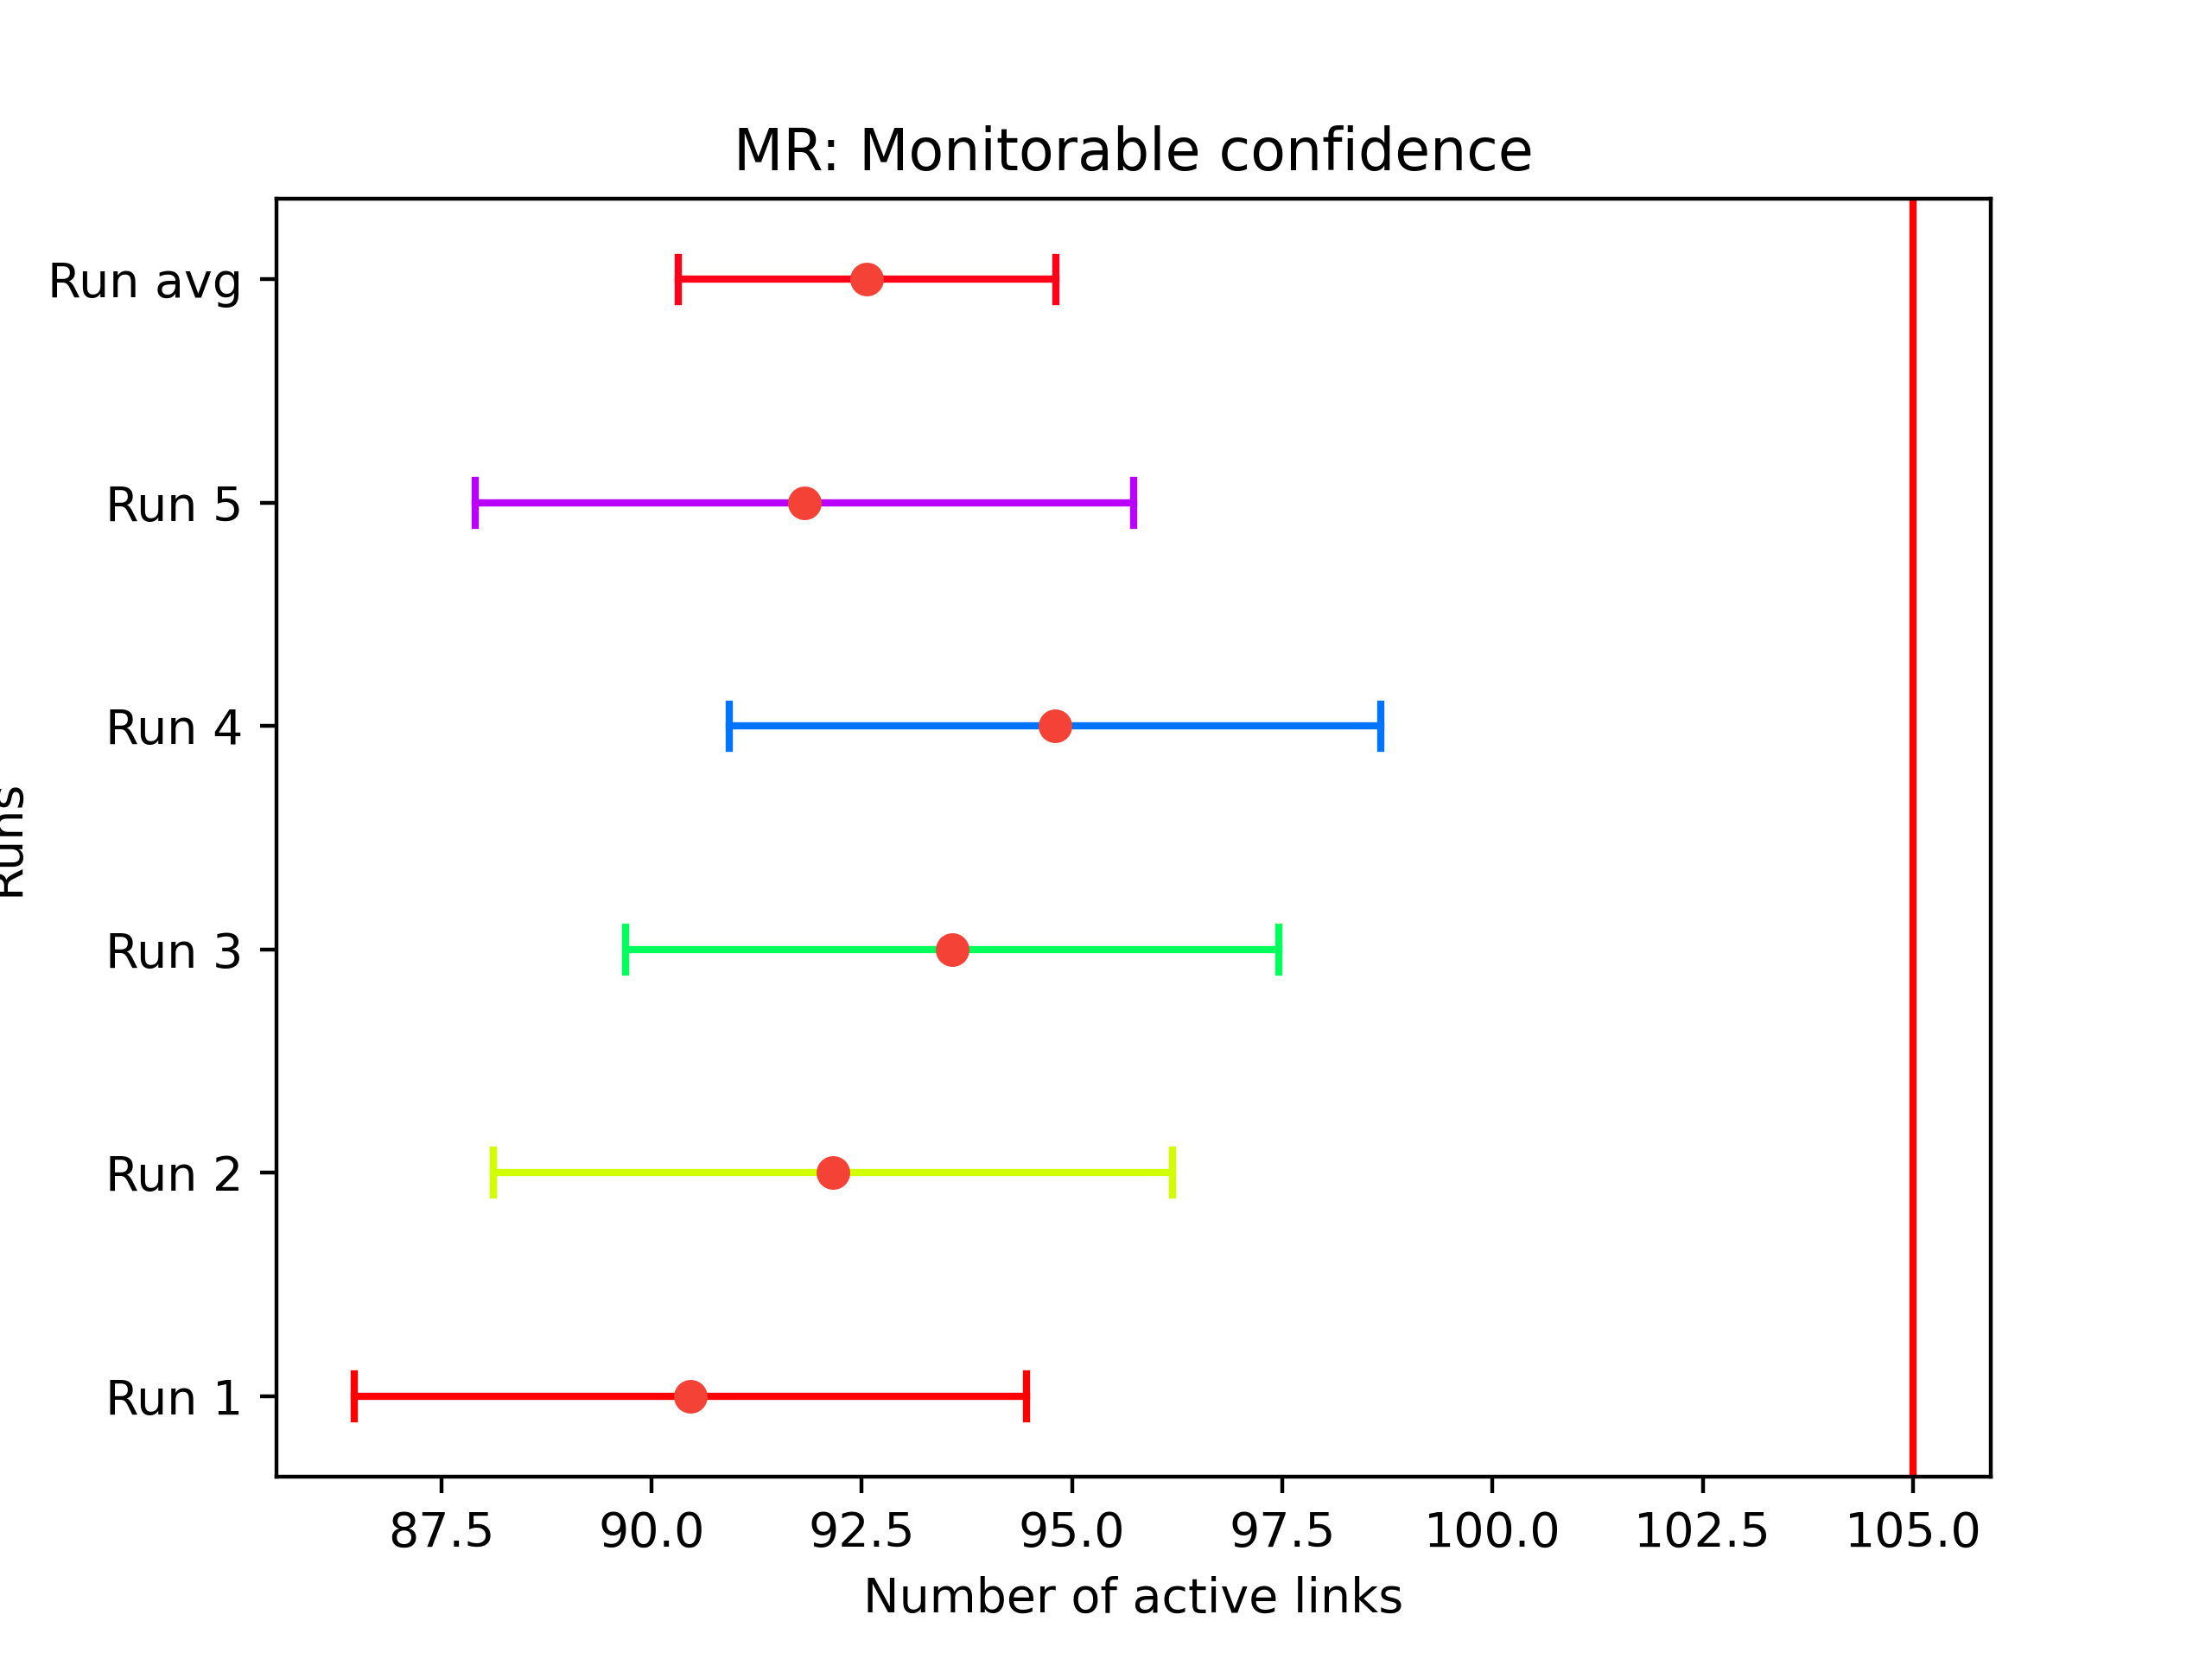 MR: Monitorable confidence
Run avg
Run 5
Run 4
Run 3
Run 2
Run 1
Runs
87.5 90.0 92.5 95.0 97.5 100.0 102.5 105.0
Number of active links